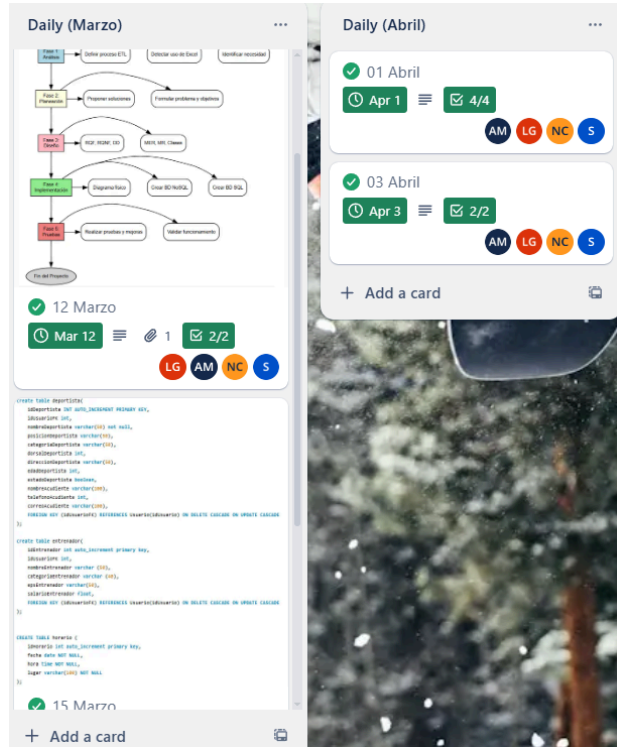 Daily (Marzo)
Fase 1:
Análisis
Definir proceso ETL
Detectar uso de Excel
Identificar necesidad
Fase 2:
Planeación
Proponer soluciones
Formular problema y objetivos
Fase 3:
Diseño
MER, MR, Clases
Fase 4:
Implementación
Diagrama físico
Crear BD NoSQL
Crear BD SQL
Fase 5:
Pruebas
Realizar pruebas y mejoras
Validar funcionamiento
Fin del Proyecto
12 Marzo
Mar 12
1
2/2
LG AM NC S
create table deportista(
idDeportista INT AUTO_INCREMENT PRIMARY KEY,
idUsuarioFK int,
nombreDeportista varchar(50) not null,
posicionDeportista varchar(50),
categoriaDeportista varchar(50),
dorsalDeportista int,
direccionDeportista varchar(50),
edadDeportista int,
estadoDeportista boolean,
nombreAcudiente varchar(100),
telefonoAcudiente int,
correoAcudiente varchar(100),
FOREIGN KEY (idUsuarioFK) REFERENCES Usuario(idUsuario) ON DELETE CASCADE ON UPDATE CASCADE
);
create table entrenador(
idEntrenador int auto_increment primary key,
idUsuarioFK int,
nombreEntrenador varchar (50),
categoriaEntrenador varchar (50),
epsEntrenador varchar(50),
salarioEntrenador float,
FOREIGN KEY (idUsuarioFK) REFERENCES Usuario(idUsuario) ON DELETE CASCADE ON UPDATE CASCADE
);
CREATE TABLE horario (
idHorario int auto_increment primary key,
fecha date NOT NULL,
hora time NOT NULL,
lugar varchar(100) NOT NULL
);
15 Marzo
+ Add a card
Daily (Abril)
01 Abril
Apr 1
4/4
AM LG NC S
03 Abril
Apr 3
2/2
AM LG NC S
+ Add a card